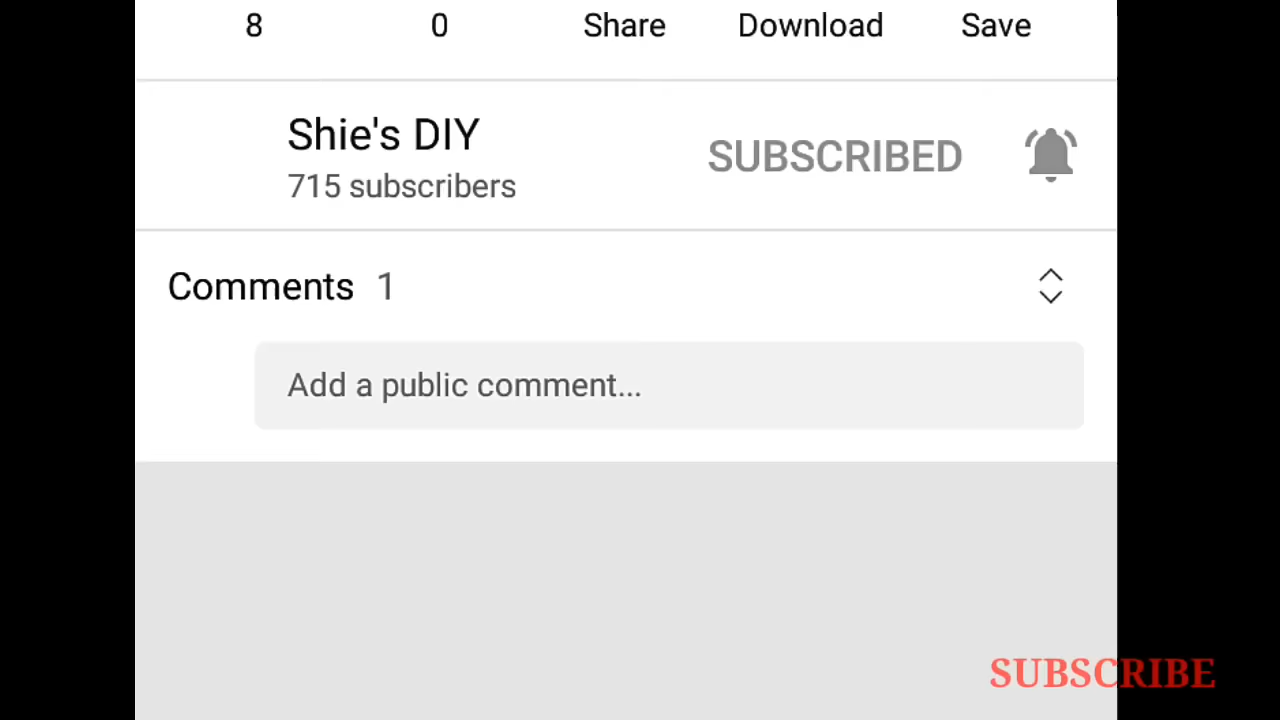 8 0 Share Download Save
Shie's DIY
715 subscribers
SUBSCRIBED
Comments 1
Add a public comment...
SUBSCRIBE